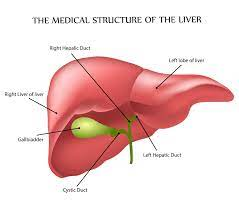 THE MEDICAL STRUCTURE OF THE LIVER
Right Hepalic Duct
Left lobe of liver
Right Liver of liver
Gallbladder
Left Hepatic Duct
Cystic Duct